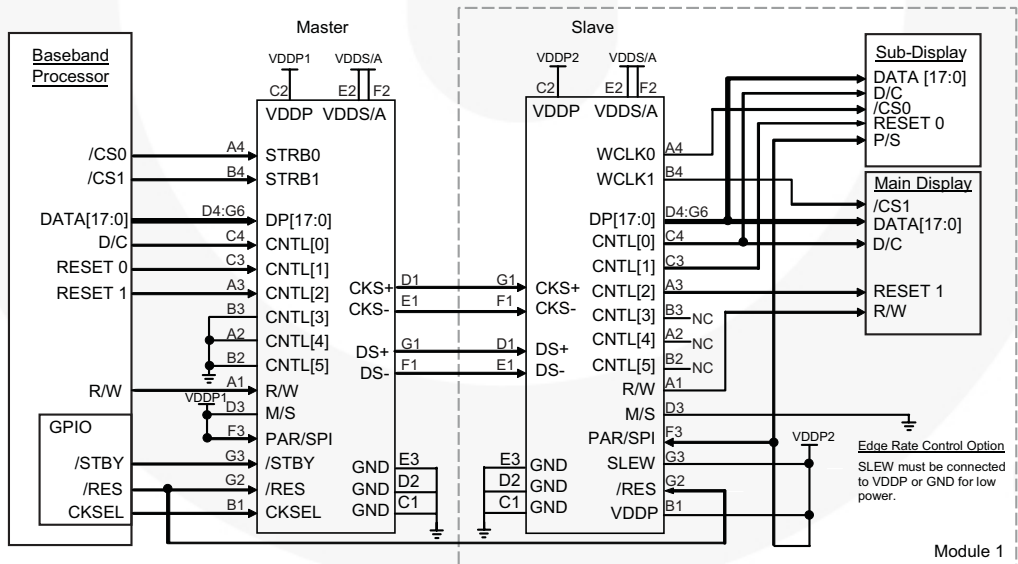 Master
Slave
Baseband
Processor
/CS0
/CS1
DATA[17:0]
D/C
RESET 0
RESET 1
R/W
GPIO
/STBY
/RES
CKSEL
VDDP1
VDDS/A
C2
E2
F2
VDDP
VDDS/A
A4
STRB0
B4
STRB1
D4:G6
DP[17:0]
C4
CNTL[0]
C3
CNTL[1]
A3
CNTL[2]
B3
CNTL[3]
A2
CNTL[4]
B2
CNTL[5]
A1
R/W
VDDP1
D3
M/S
F3
PAR/SPI
G3
/STBY
G2
/RES
B1
CKSEL
CKS+
D1
CKS-
E1
DS+
G1
DS-
F1
GND
E3
GND
D2
GND
C1
VDDP2
VDDS/A
C2
E2
F2
VDDP
VDDS/A
G1
CKS+
F1
CKS-
D1
DS+
E1
DS-
E3
GND
D2
GND
C1
GND
WCLK0
A4
WCLK1
B4
DP[17:0]
D4:G6
CNTL[0]
C4
CNTL[1]
C3
CNTL[2]
A3
CNTL[3]
B3
NC
CNTL[4]
A2
NC
CNTL[5]
B2
NC
R/W
A1
M/S
D3
PAR/SPI
F3
SLEW
G3
/RES
G2
VDDP
B1
VDDP2
Sub-Display
DATA [17:0]
D/C
/CS0
RESET 0
P/S
Main Display
/CS1
DATA[17:0]
D/C
RESET 1
R/W
Edge Rate Control Option
SLEW must be connected
to VDDP or GND for low
power.
Module 1